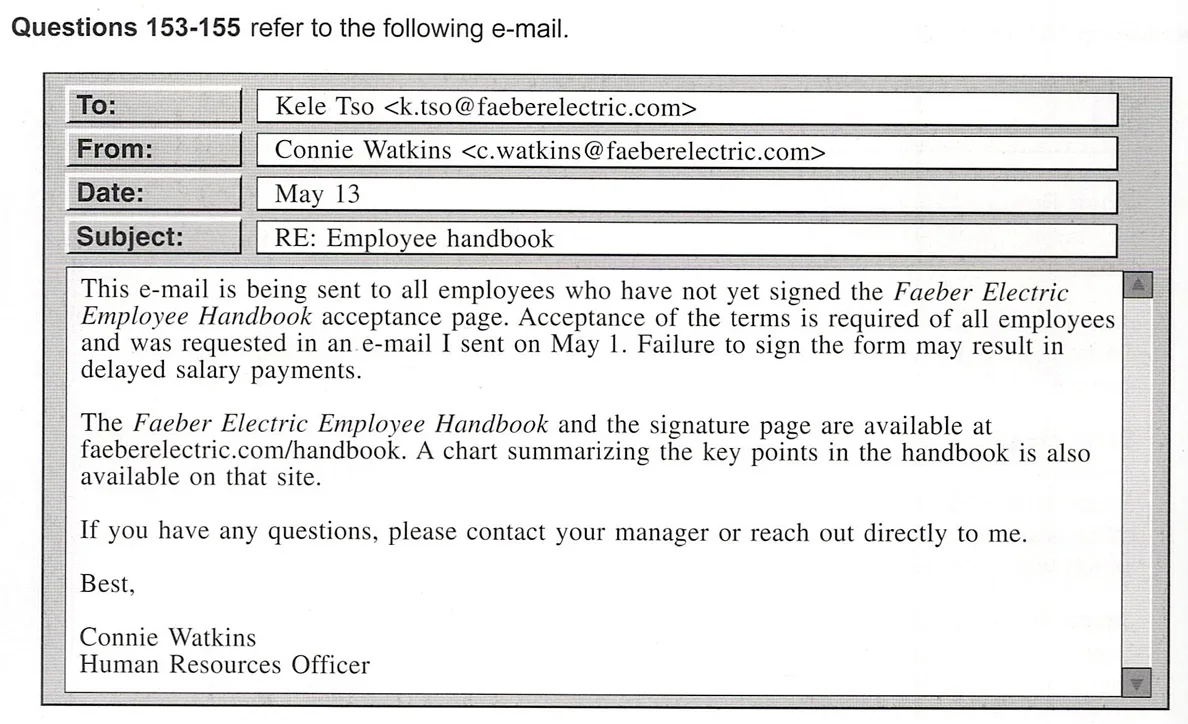 Questions 153-155 refer to the following e-mail.
To:
Kele Tso <k.tso@faeberelectric.com>
From:
Connie Watkins <c.watkins@faeberelectric.com>
Date:
May 13
Subject:
RE: Employee handbook
This e-mail is being sent to all employees who have not yet signed the Faeber Electric
Employee Handbook acceptance page. Acceptance of the terms is required of all employees
and was requested in an e-mail I sent on May 1. Failure to sign the form may result in
delayed salary payments.
The Faeber Electric Employee Handbook and the signature page are available at
faeberelectric.com/handbook. A chart summarizing the key points in the handbook is also
available on that site.
If you have any questions, please contact your manager or reach out directly to me.
Best,
Connie Watkins
Human Resources Officer